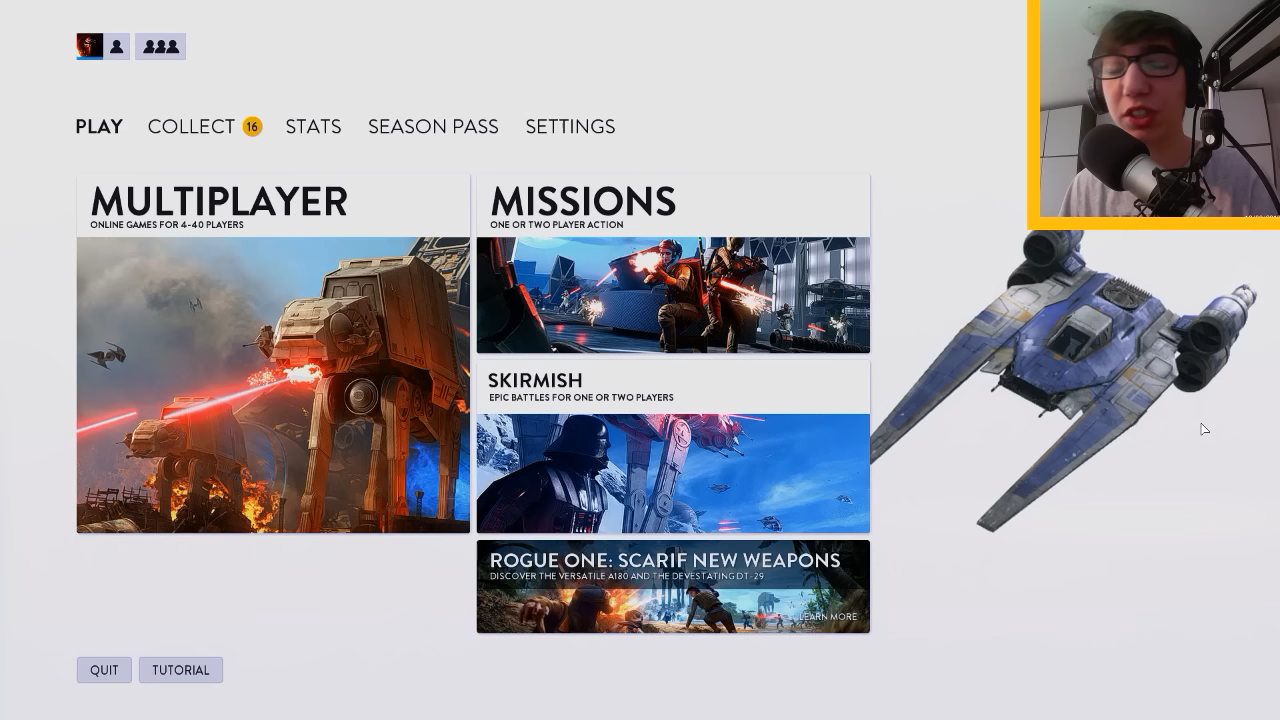 PLAY COLLECT 16 STATS SEASON PASS SETTINGS
MULTIPLAYER
ONLINE GAMES FOR 4-40 PLAYERS
MISSIONS
ONE OR TWO PLAYER ACTION
SKIRMISH
EPIC BATTLES FOR ONE OR TWO PLAYERS
ROGUE ONE: SCARIF NEW WEAPONS
DISCOVER THE VERSATILE A180 AND THE DEVESTATING DT-29
LEARN MORE
QUIT TUTORIAL